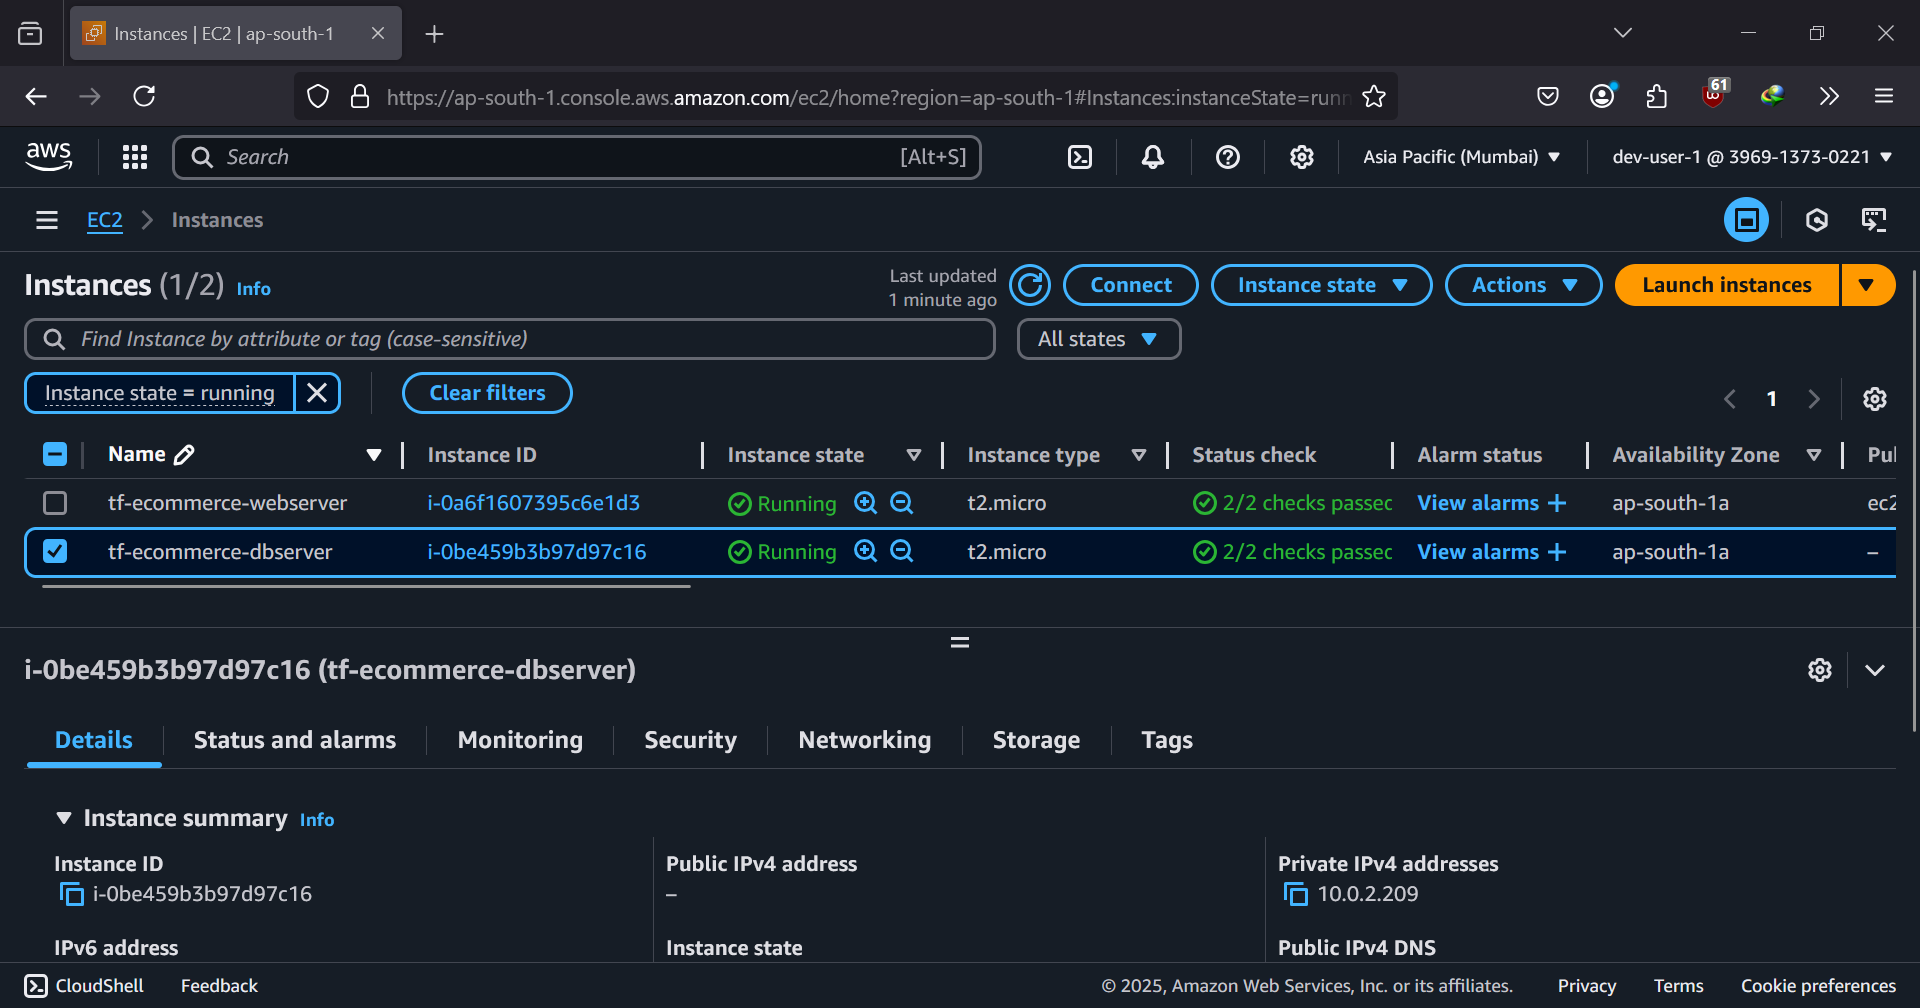 Instances | EC2 | ap-south-1
https://ap-south-1.console.aws.amazon.com/ec2/home?region=ap-south-1#Instances:instanceState=runn
61
aws
Search [Alt+S]
Asia Pacific (Mumbai)
dev-user-1 @ 3969-1373-0221
EC2 > Instances
Instances (1/2) Info
Last updated
1 minute ago
Connect
Instance state
Actions
Launch instances
Find Instance by attribute or tag (case-sensitive)
All states
Instance state = running
Clear filters
1
Name Instance ID Instance state Instance type Status check Alarm status Availability Zone Pul
tf-ecommerce-webserver i-0a6f1607395c6e1d3 Running t2.micro 2/2 checks passec View alarms + ap-south-1a ec2
tf-ecommerce-dbserver i-0be459b3b97d97c16 Running t2.micro 2/2 checks passec View alarms + ap-south-1a –
i-0be459b3b97d97c16 (tf-ecommerce-dbserver)
Details Status and alarms Monitoring Security Networking Storage Tags
Instance summary Info
Instance ID
i-0be459b3b97d97c16
Public IPv4 address
–
Private IPv4 addresses
10.0.2.209
IPv6 address
Instance state
Public IPv4 DNS
CloudShell Feedback © 2025, Amazon Web Services, Inc. or its affiliates. Privacy Terms Cookie preferences